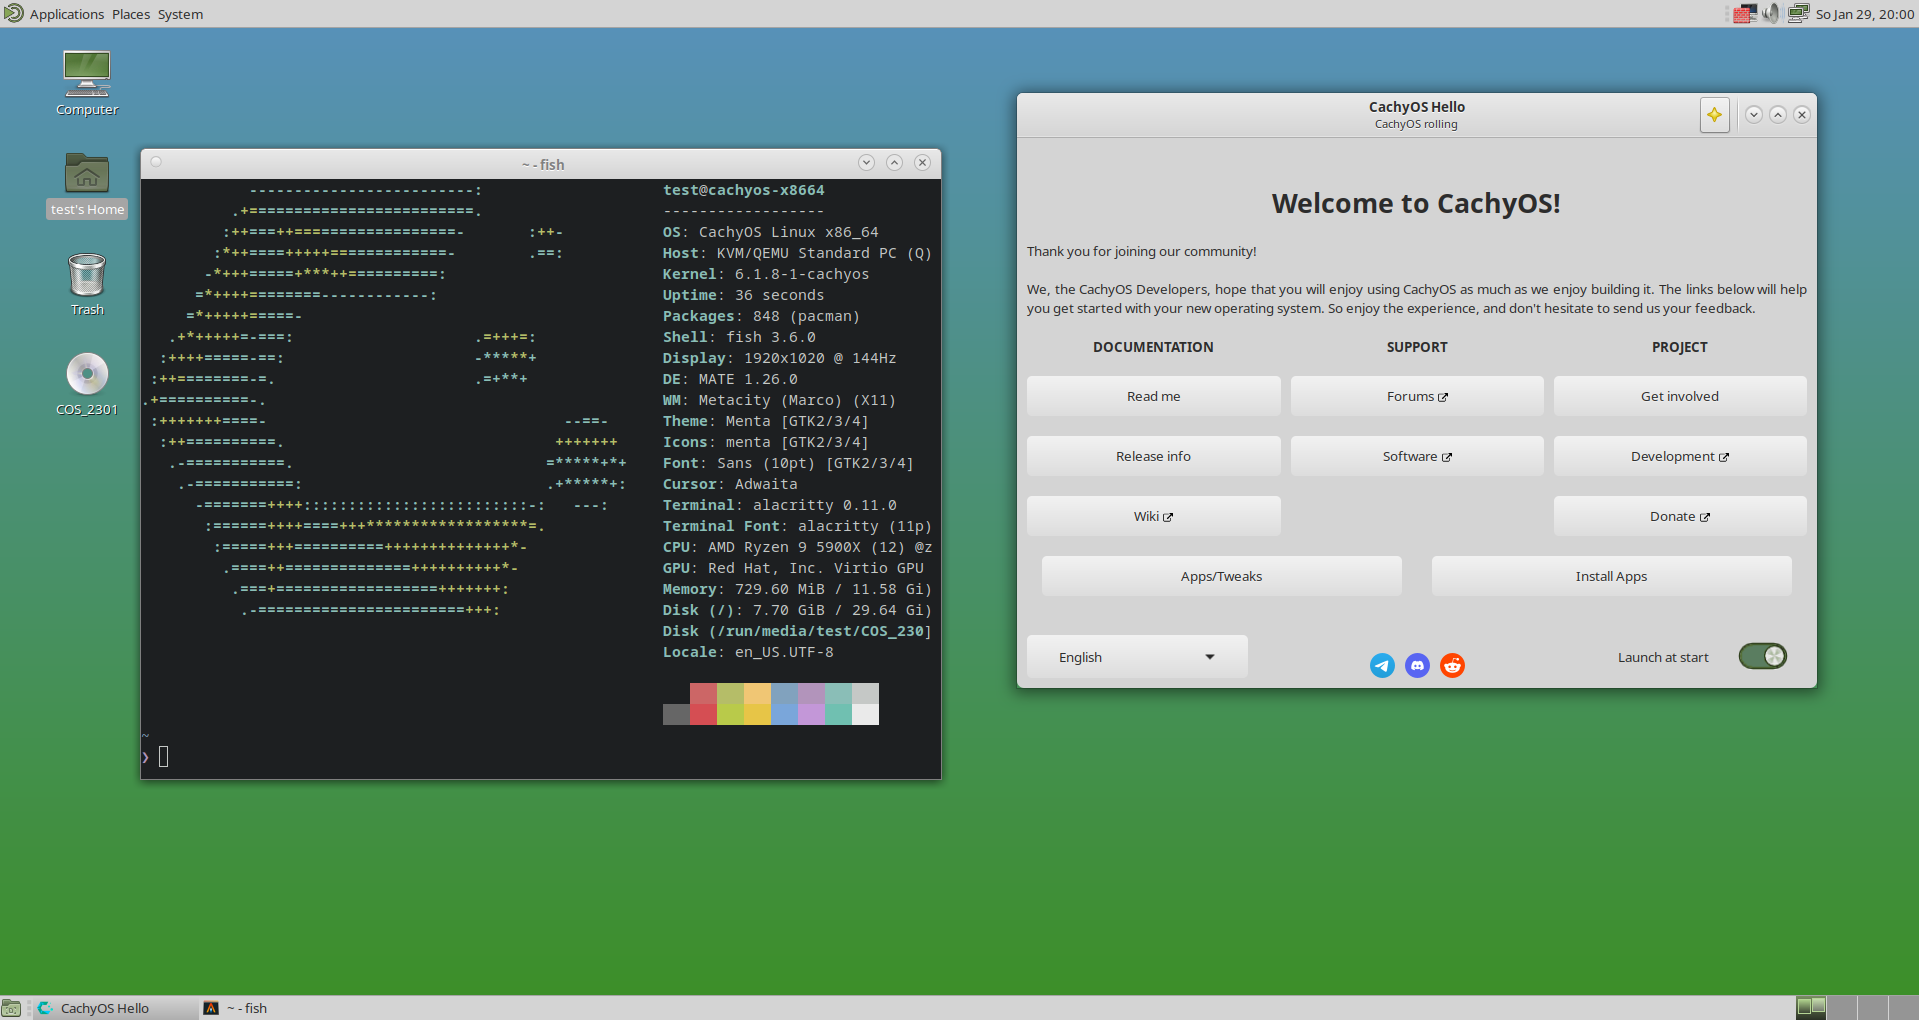 Applications Places System
So Jan 29, 20:00
Computer
test's Home
Trash
COS_2301
~ - fish
test@cachyos-x8664
------------------
OS: CachyOS Linux x86_64
Host: KVM/QEMU Standard PC (Q)
Kernel: 6.1.8-1-cachyos
Uptime: 36 seconds
Packages: 848 (pacman)
Shell: fish 3.6.0
Display: 1920x1020 @ 144Hz
DE: MATE 1.26.0
WM: Metacity (Marco) (X11)
Theme: Menta [GTK2/3/4]
Icons: menta [GTK2/3/4]
Font: Sans (10pt) [GTK2/3/4]
Cursor: Adwaita
Terminal: alacritty 0.11.0
Terminal Font: alacritty (11p)
CPU: AMD Ryzen 9 5900X (12) @z
GPU: Red Hat, Inc. Virtio GPU
Memory: 729.60 MiB / 11.58 Gi)
Disk (/): 7.70 GiB / 29.64 Gi)
Disk (/run/media/test/COS_230]
Locale: en_US.UTF-8
~
❯
CachyOS Hello
CachyOS rolling
Welcome to CachyOS!
Thank you for joining our community!
We, the CachyOS Developers, hope that you will enjoy using CachyOS as much as we enjoy building it. The links below will help
you get started with your new operating system. So enjoy the experience, and don't hesitate to send us your feedback.
DOCUMENTATION SUPPORT PROJECT
Read me Forums Get involved
Release info Software Development
Wiki Donate
Apps/Tweaks Install Apps
English Launch at start
CachyOS Hello ~ - fish